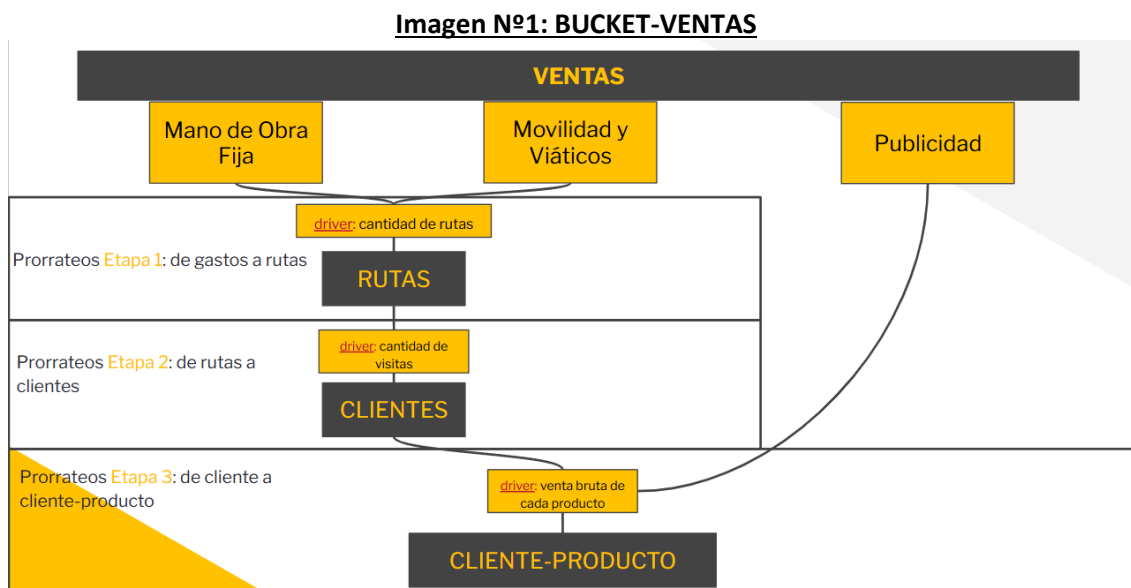 Imagen Nº1: BUCKET-VENTAS
VENTAS
Mano de Obra
Fija
Movilidad y
Viáticos
Publicidad
driver: cantidad de rutas
Prorrateos Etapa 1: de gastos a rutas
RUTAS
driver: cantidad de
visitas
Prorrateos Etapa 2: de rutas a
clientes
CLIENTES
Prorrateos Etapa 3: de cliente a
cliente-producto
driver: venta bruta de
cada producto
CLIENTE-PRODUCTO